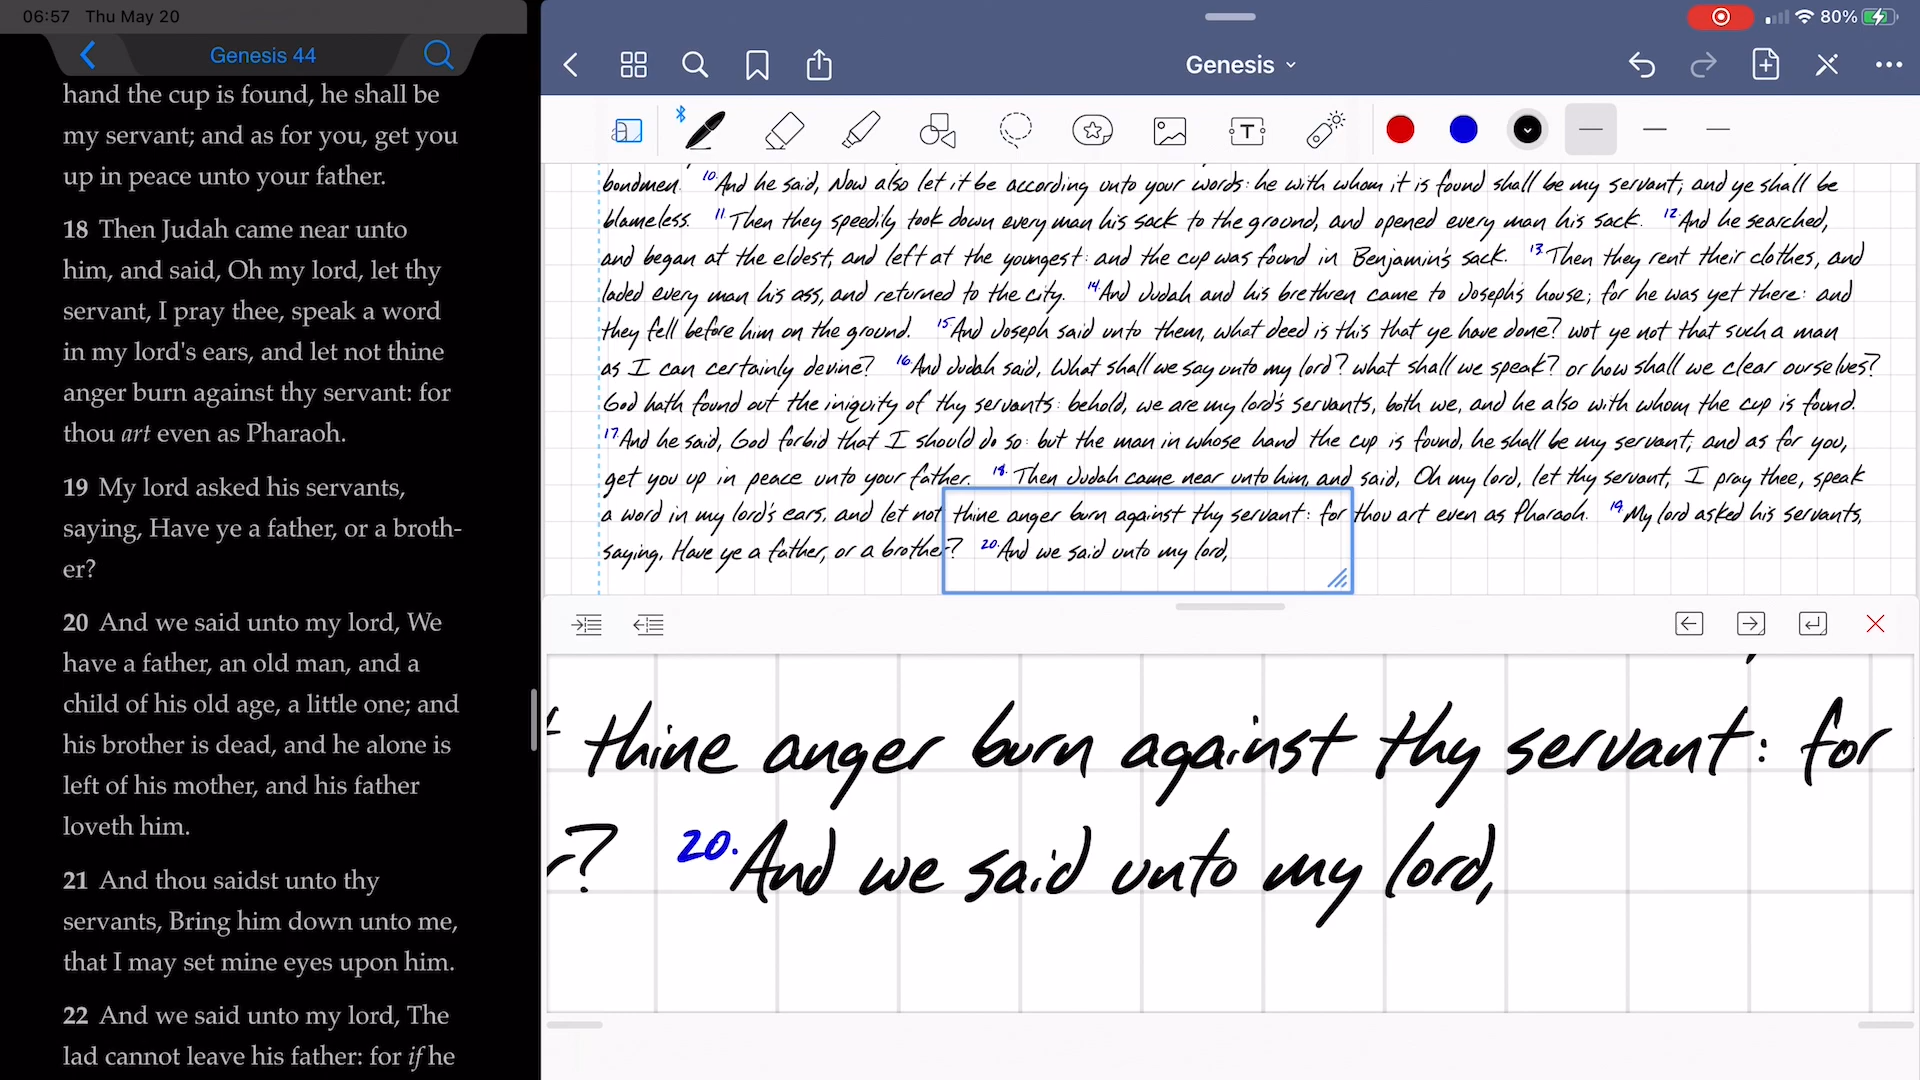 06:57 Thu May 20
Genesis 44
hand the cup is found, he shall be
my servant; and as for you, get you
up in peace unto your father.
18 Then Judah came near unto
him, and said, Oh my lord, let thy
servant, I pray thee, speak a word
in my lord's ears, and let not thine
anger burn against thy servant: for
thou art even as Pharaoh.
19 My lord asked his servants,
saying, Have ye a father, or a broth-
er?
20 And we said unto my lord, We
have a father, an old man, and a
child of his old age, a little one; and
his brother is dead, and he alone is
left of his mother, and his father
loveth him.
21 And thou saidst unto thy
servants, Bring him down unto me,
that I may set mine eyes upon him.
22 And we said unto my lord, The
lad cannot leave his father: for if he
80%
Genesis
bondmen. 10. And he said, Now also let it be according unto your words: he with whom it is found shall be my servant; and ye shall be
blameless. 11. Then they speedily took down every man his sack to the ground, and opened every man his sack. 12. And he searched,
and began at the eldest, and left at the youngest: and the cup was found in Benjamin's sack. 13. Then they rent their clothes, and
laded every man his ass, and returned to the city. 14. And Judah and his brethren came to Joseph's house; for he was yet there: and
they fell before him on the ground. 15. And Joseph said unto them, what deed is this that ye have done? wot ye not that such a man
as I can certainly devine? 16. And Judah said, What shall we say unto my lord? what shall we speak? or how shall we clear ourselves?
God hath found out the iniquity of thy servants: behold, we are my lord's servants, both we, and he also with whom the cup is found.
17. And he said, God forbid that I should do so: but the man in whose hand the cup is found, he shall be my servant; and as for you,
get you up in peace unto your father. 18. Then Judah came near unto him, and said, Oh my lord, let thy servant, I pray thee, speak
a word in my lord's ears, and let not thine anger burn against thy servant: for thou art even as Pharaoh. 19. My lord asked his servants,
saying, Have ye a father, or a brother? 20. And we said unto my lord,
t thine anger burn against thy servant: for
r? 20. And we said unto my lord,